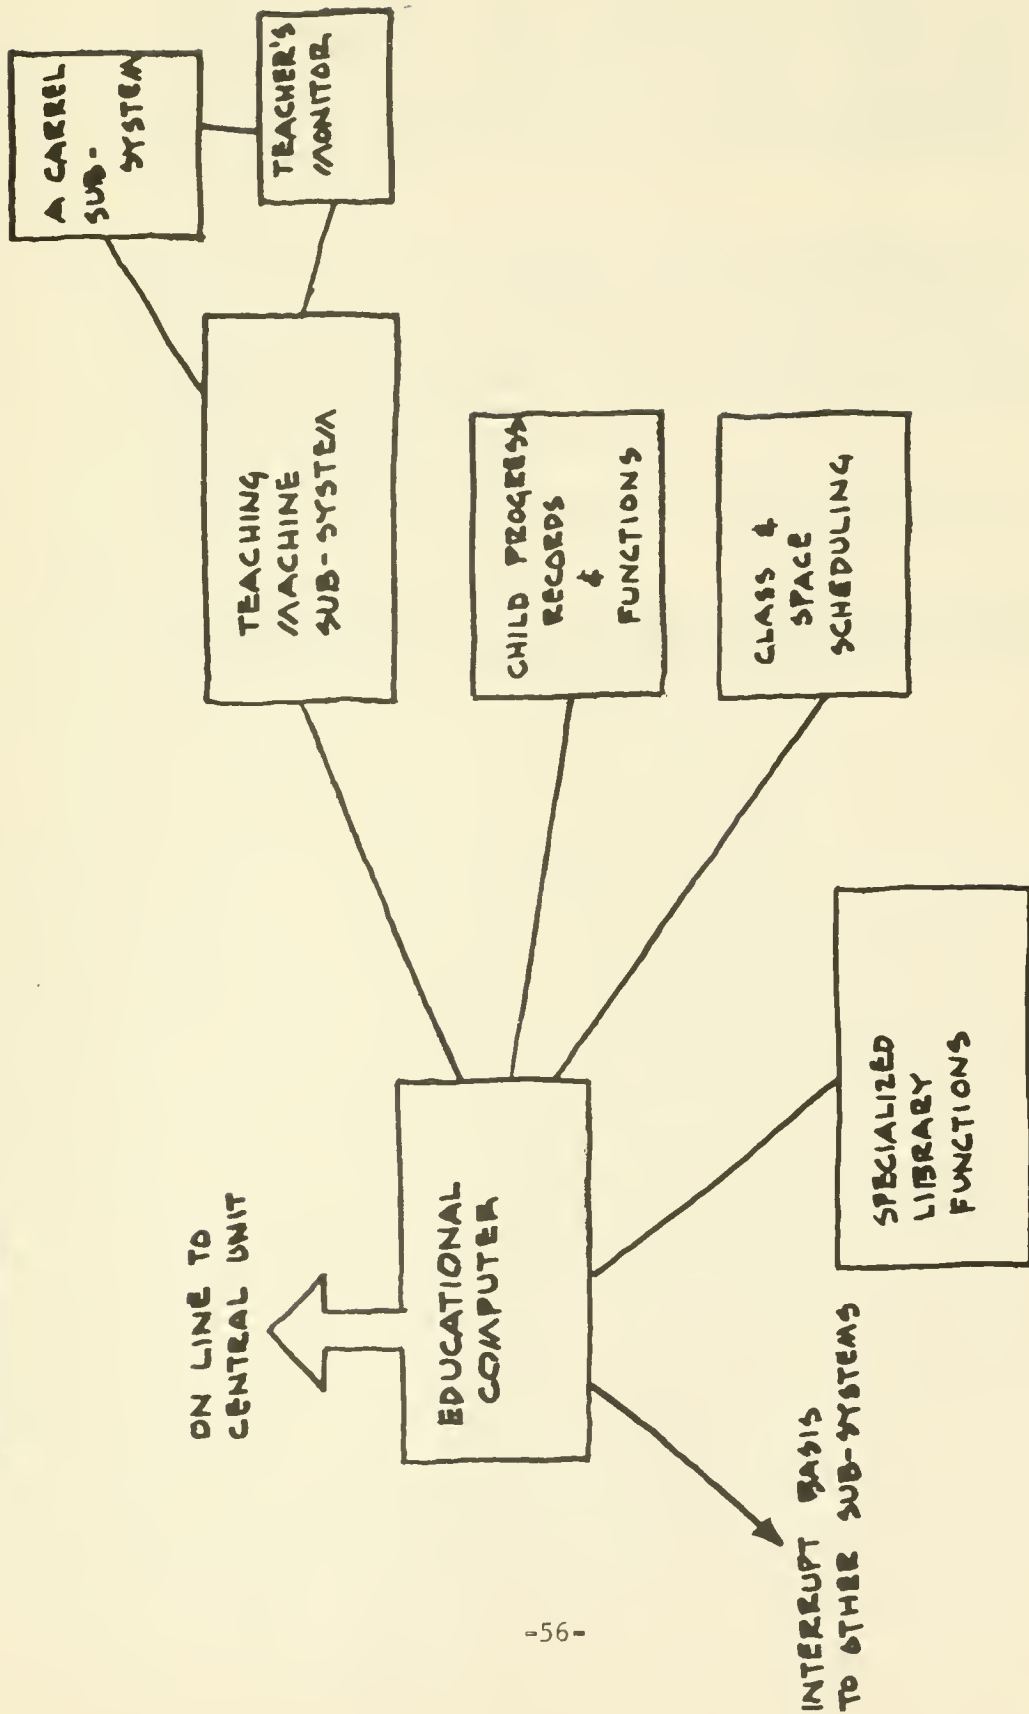 ON LINE TO
CENTRAL UNIT
EDUCATIONAL
COMPUTER
INTERRUPT BASIS
TO OTHER SUB-SYSTEMS
SPECIALIZED
LIBRARY
FUNCTIONS
TEACHING
MACHINE
SUB-SYSTEM
CHILD PROGRESS
RECORDS
&
FUNCTIONS
CLASS &
SPACE
SCHEDULING
A CARREL
SUB-
SYSTEM
TEACHER'S
MONITOR
-56-